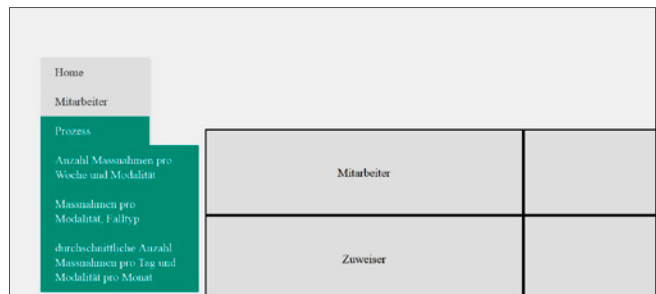 Home
Mitarbeiter
Prozess
Anzahl Massnahmen pro
Woche und Modalität
Massnahmen pro
Modalität, Falltyp
durchschnittliche Anzahl
Massnahmen pro Tag und
Modalität pro Monat
Mitarbeiter
Zuweiser